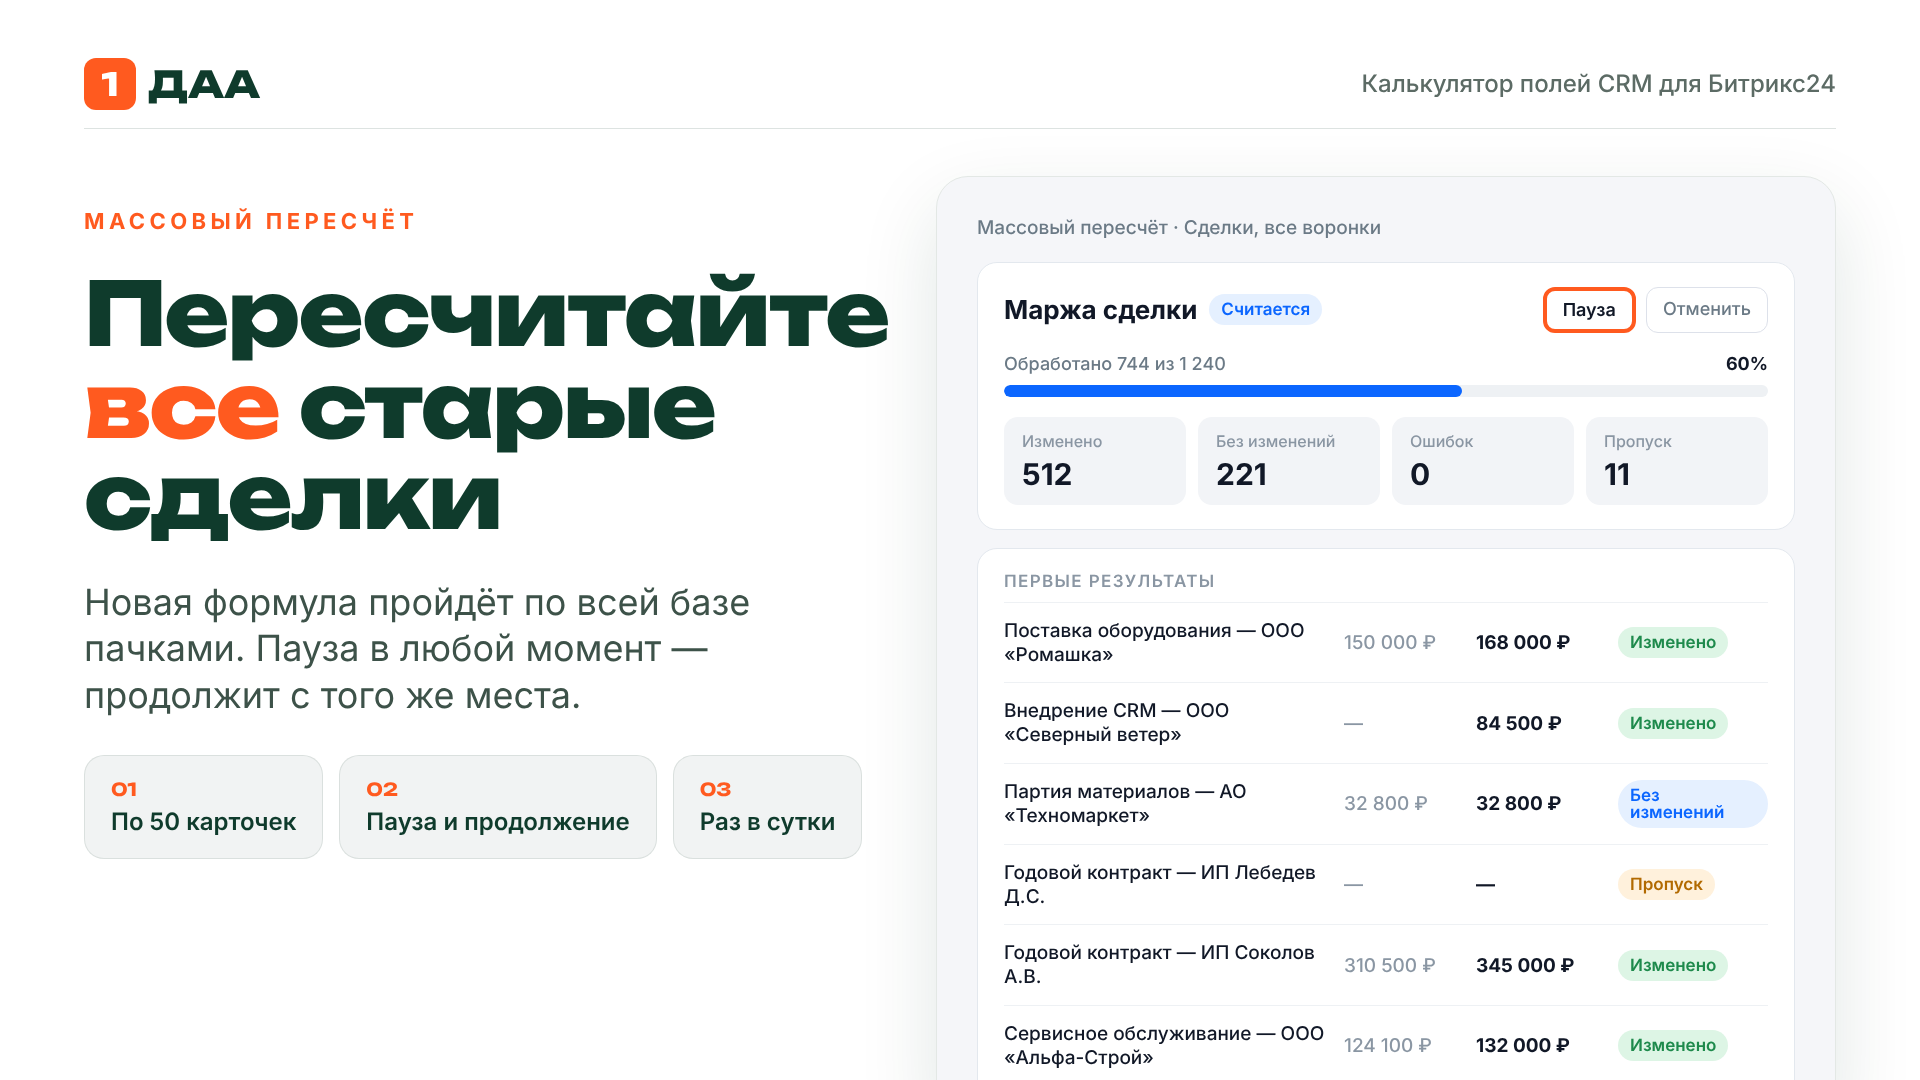 1 ДАА
Калькулятор полей CRM для Битрикс24
МАССОВЫЙ ПЕРЕСЧЁТ
Пересчитайте
все старые
сделки
Новая формула пройдёт по всей базе
пачками. Пауза в любой момент —
продолжит с того же места.
01
По 50 карточек
02
Пауза и продолжение
03
Раз в сутки
Массовый пересчёт · Сделки, все воронки
Маржа сделки Считается Пауза Отменить
Обработано 744 из 1 240 60%
Изменено Без изменений Ошибок Пропуск
512 221 0 11
ПЕРВЫЕ РЕЗУЛЬТАТЫ
Поставка оборудования — ООО
«Ромашка»
150 000 ₽ 168 000 ₽ Изменено
Внедрение CRM — ООО
«Северный ветер»
— 84 500 ₽ Изменено
Партия материалов — АО
«Техномаркет»
32 800 ₽ 32 800 ₽ Без
изменений
Годовой контракт — ИП Лебедев
Д.С.
— — Пропуск
Годовой контракт — ИП Соколов
А.В.
310 500 ₽ 345 000 ₽ Изменено
Сервисное обслуживание — ООО
«Альфа-Строй»
124 100 ₽ 132 000 ₽ Изменено